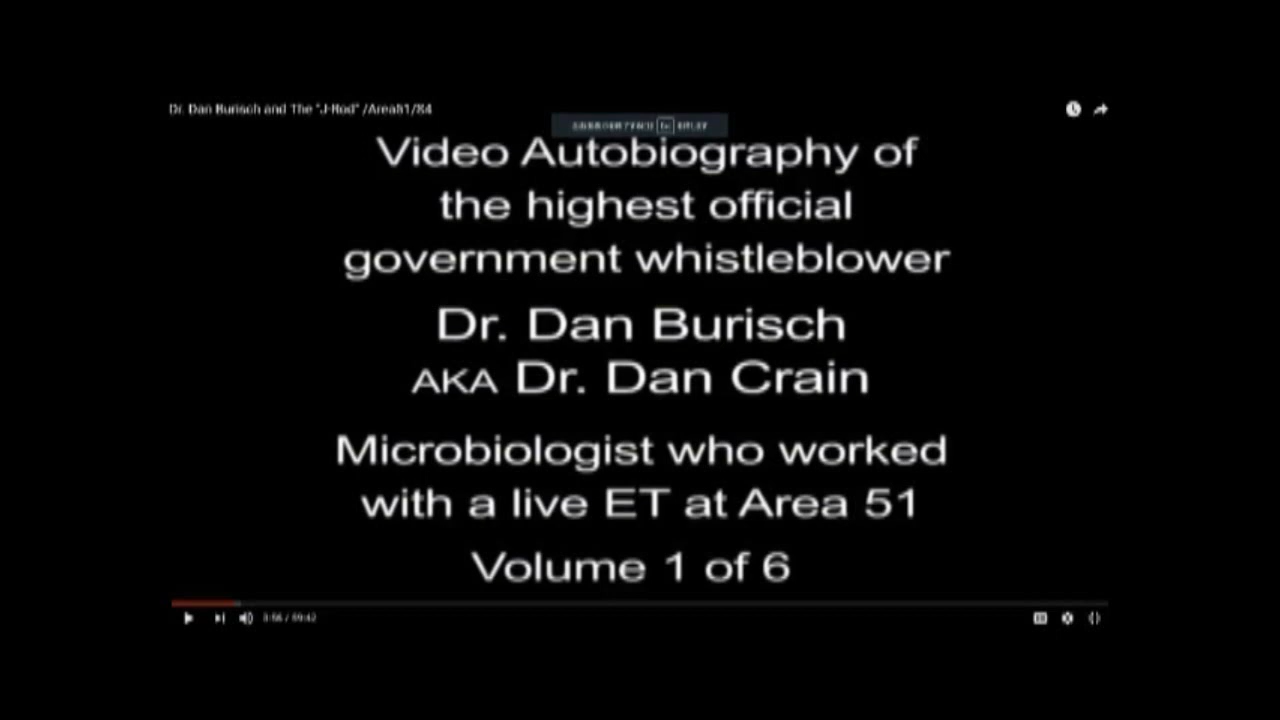 Dr. Dan Burisch and The "J-Rod" /Area51/S4
Video Autobiography of
the highest official
government whistleblower
Dr. Dan Burisch
AKA Dr. Dan Crain
Microbiologist who worked
with a live ET at Area 51
Volume 1 of 6